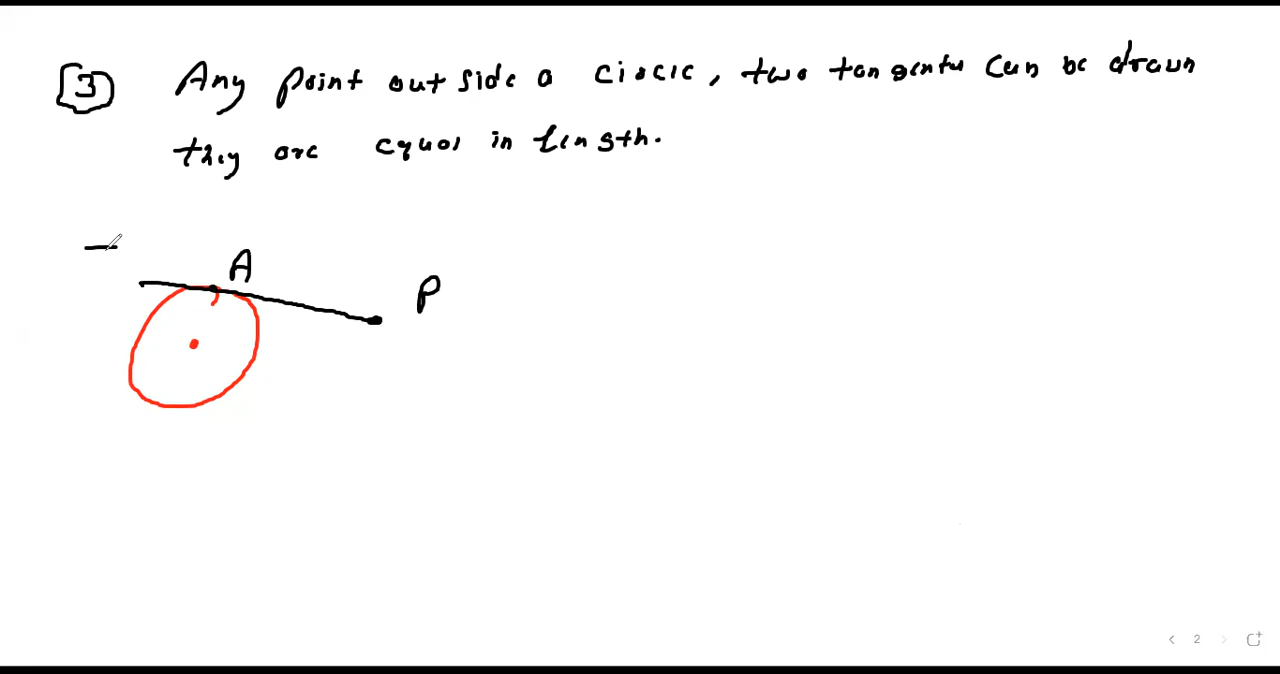 3 Any point outside a circle, two tangents can be drawn
they are equal in length.
A
P
2